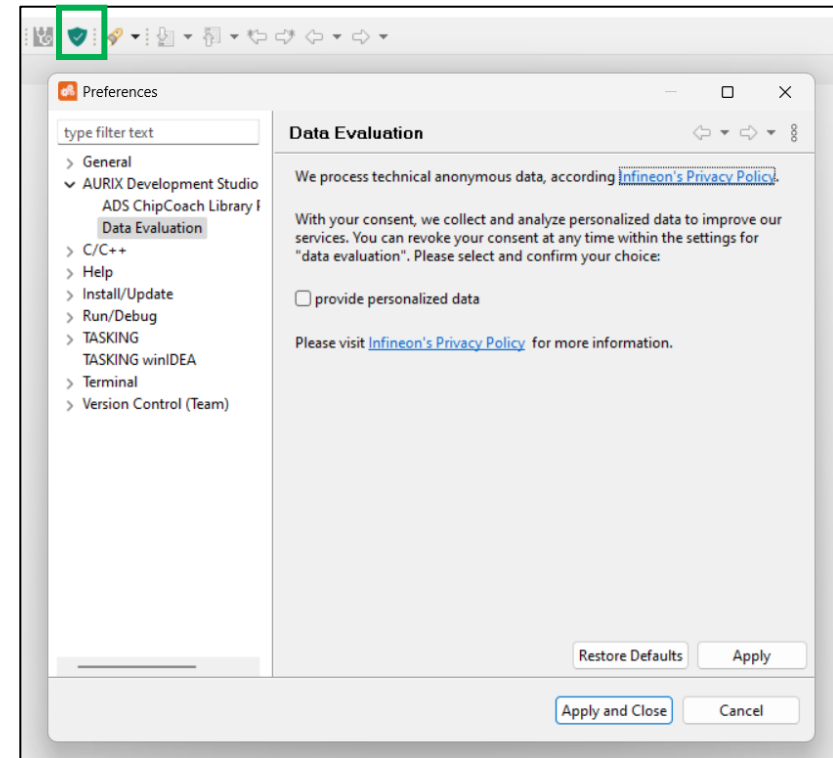 Preferences
type filter text
General
AURIX Development Studio
ADS ChipCoach Library
Data Evaluation
C/C++
Help
Install/Update
Run/Debug
TASKING
TASKING winIDEA
Terminal
Version Control (Team)
Data Evaluation
We process technical anonymous data, according Infineon's Privacy Policy.
With your consent, we collect and analyze personalized data to improve our
services. You can revoke your consent at any time within the settings for
"data evaluation". Please select and confirm your choice:
provide personalized data
Please visit Infineon's Privacy Policy for more information.
Restore Defaults
Apply
Apply and Close
Cancel